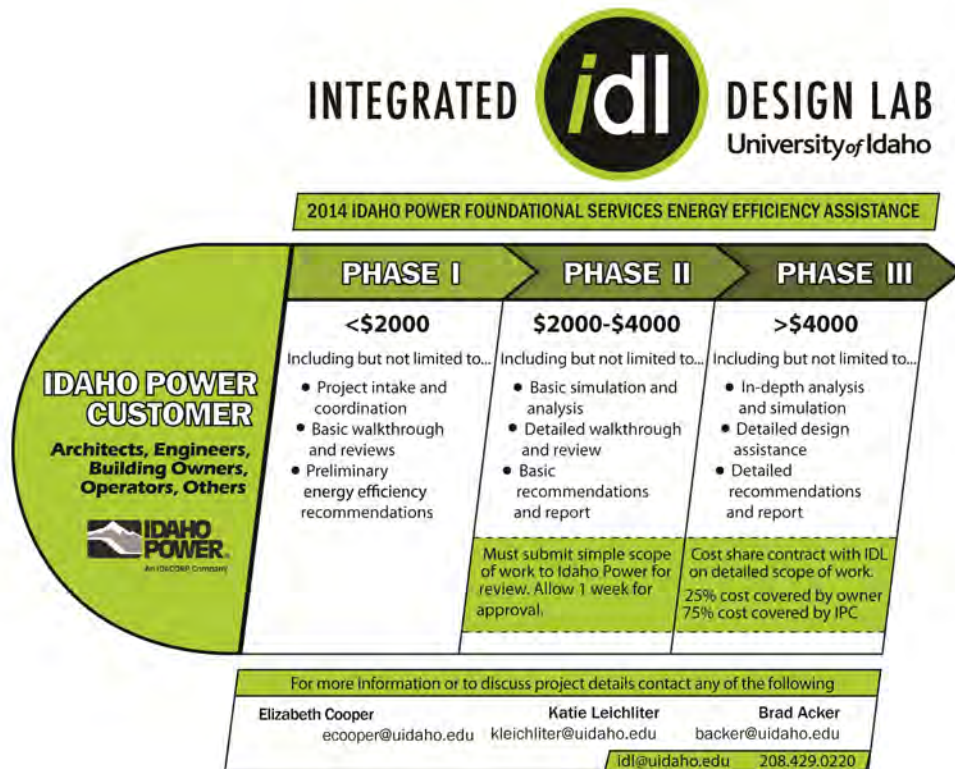 INTEGRATED idl DESIGN LAB
University of Idaho
2014 IDAHO POWER FOUNDATIONAL SERVICES ENERGY EFFICIENCY ASSISTANCE
IDAHO POWER
CUSTOMER
Architects, Engineers,
Building Owners,
Operators, Others
IDAHO
POWER®
An IDACORP Company
PHASE I
<$2000
Including but not limited to...
• Project intake and
coordination
• Basic walkthrough
and reviews
• Preliminary
energy efficiency
recommendations
PHASE II
$2000-$4000
Including but not limited to...
• Basic simulation and
analysis
• Detailed walkthrough
and review
• Basic
recommendations
and report
Must submit simple scope
of work to Idaho Power for
review. Allow 1 week for
approval.
PHASE III
>$4000
Including but not limited to...
• In-depth analysis
and simulation
• Detailed design
assistance
• Detailed
recommendations
and report
Cost share contract with IDL
on detailed scope of work.
25% cost covered by owner
75% cost covered by IPC
For more information or to discuss project details contact any of the following
Elizabeth Cooper
ecooper@uidaho.edu
Katie Leichliter
kleichliter@uidaho.edu
Brad Acker
backer@uidaho.edu
idl@uidaho.edu 208.429.0220